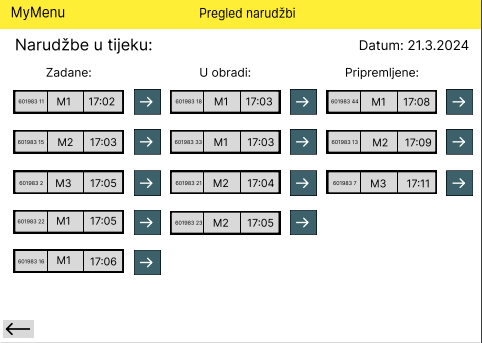 MyMenu Pregled narudžbi
Narudžbe u tijeku: Datum: 21.3.2024
Zadane: U obradi: Pripremljene:
601983 11 M1 17:02 601983 18 M1 17:03 601983 44 M1 17:08
601983 15 M2 17:03 601983 33 M1 17:03 601983 13 M2 17:09
601983 2 M3 17:05 601983 21 M2 17:04 601983 7 M3 17:11
601983 22 M1 17:05 601983 23 M2 17:05
601983 16 M1 17:06